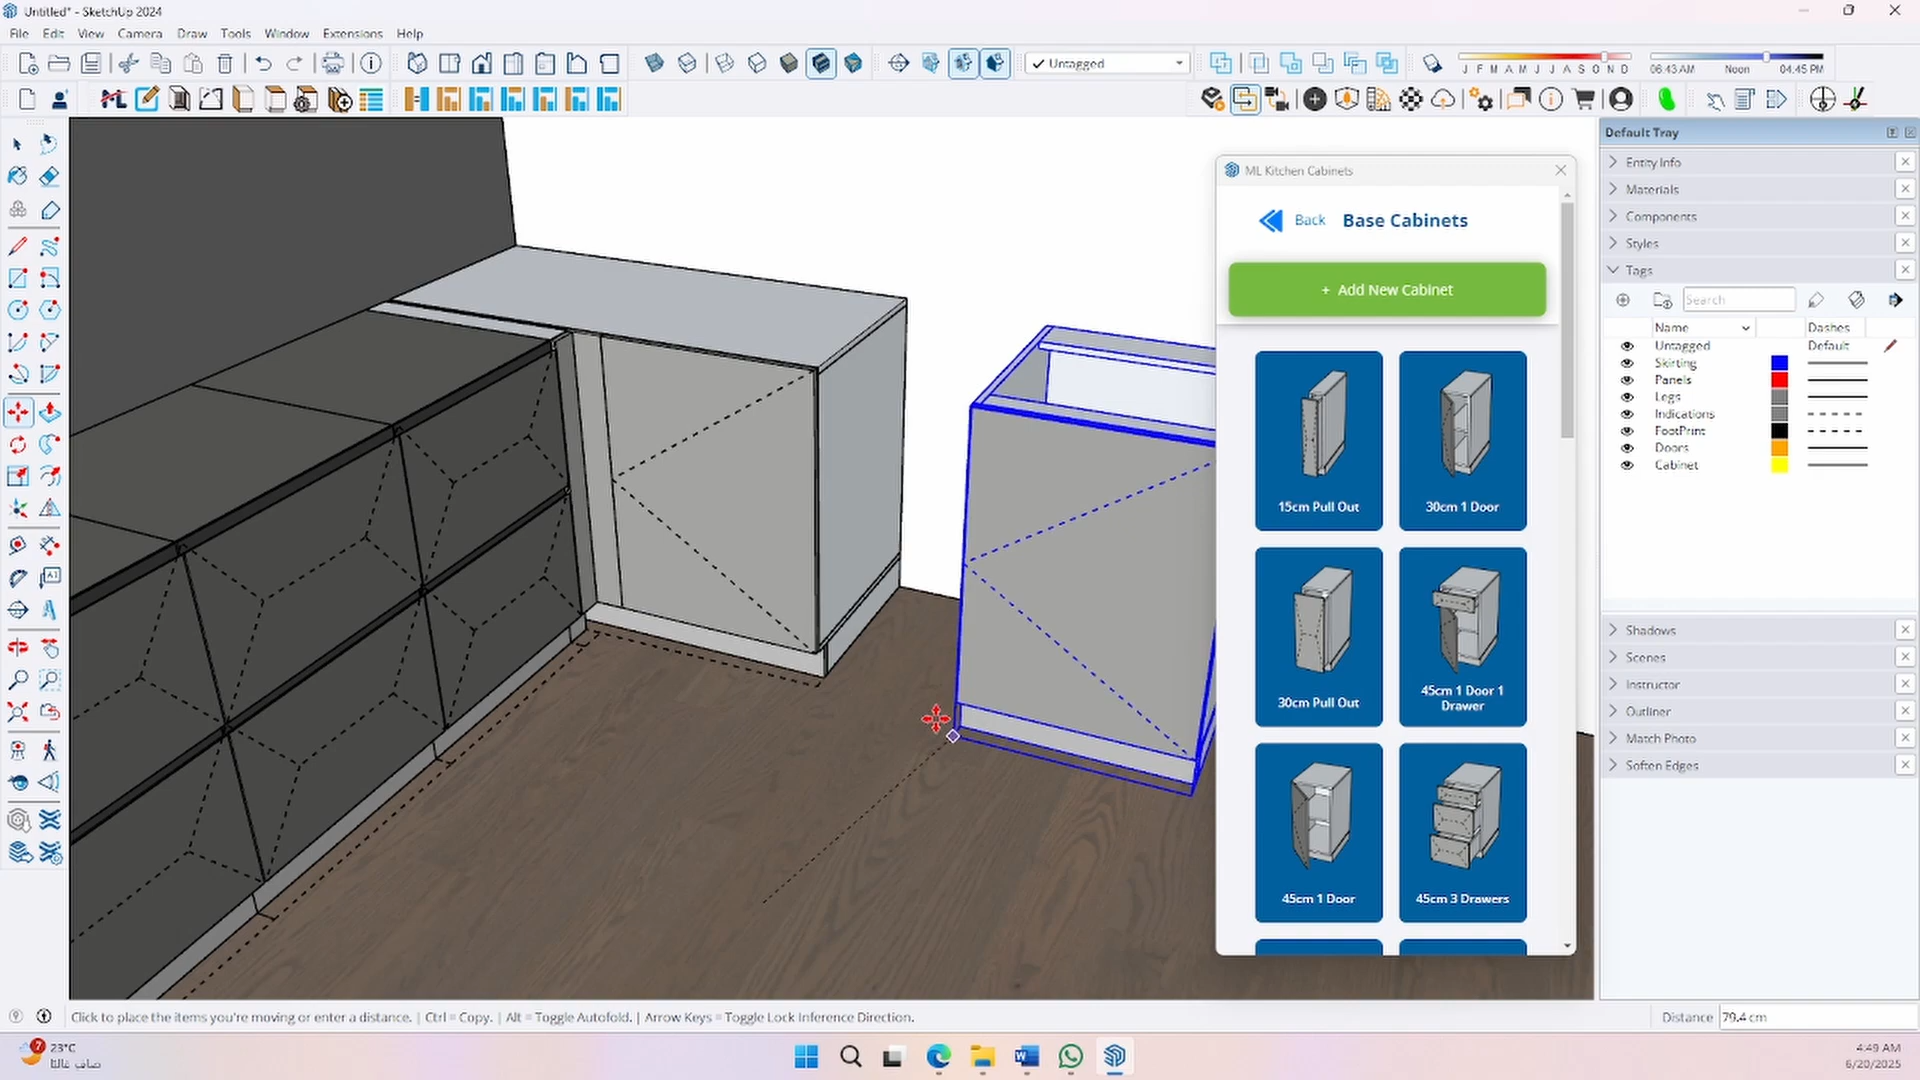 Untitled* - SketchUp 2024
File Edit View Camera Draw Tools Window Extensions Help
Untagged
J F M A M J J A S O N D
06:43 AM Noon 04:45 PM
Default Tray
Entity Info
Materials
Components
Styles
Tags
Search
Name Dashes
Untagged Default
Skirting
Panels
Legs
Indications
FootPrint
Doors
Cabinet
Shadows
Scenes
Instructor
Outliner
Match Photo
Soften Edges
ML Kitchen Cabinets
Back Base Cabinets
+ Add New Cabinet
15cm Pull Out
30cm 1 Door
30cm Pull Out
45cm 1 Door 1
Drawer
45cm 1 Door
45cm 3 Drawers
Click to place the items you're moving or enter a distance. | Ctrl = Copy. | Alt = Toggle Autofold. | Arrow Keys = Toggle Lock Inference Direction.
Distance 79.4 cm
7
23°C
صافٍ غالبًا
4:49 AM
6/20/2025